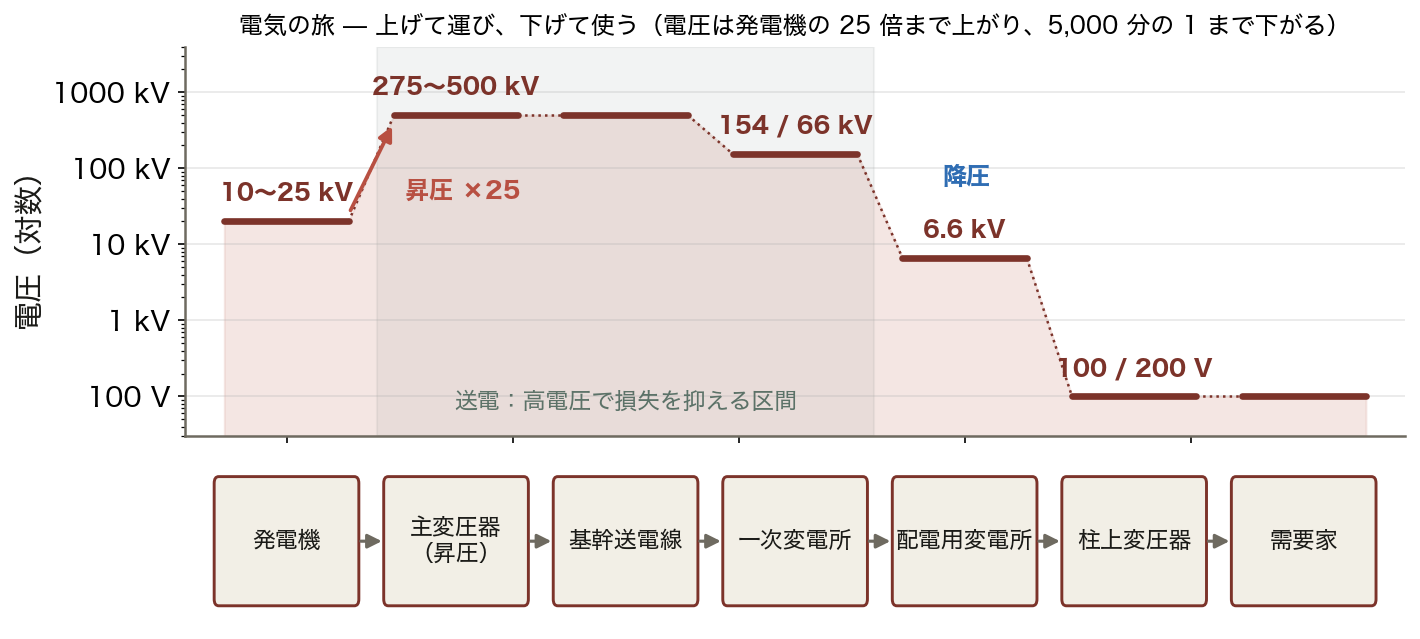 電気の旅 — 上げて運び、下げて使う（電圧は発電機の 25 倍まで上がり、5,000 分の 1 まで下がる）
電圧（対数）
1000 kV
100 kV
10 kV
1 kV
100 V
10〜25 kV
275〜500 kV
昇圧 ×25
154 / 66 kV
降圧
6.6 kV
100 / 200 V
送電：高電圧で損失を抑える区間
発電機
主変圧器
（昇圧）
基幹送電線
一次変電所
配電用変電所
柱上変圧器
需要家